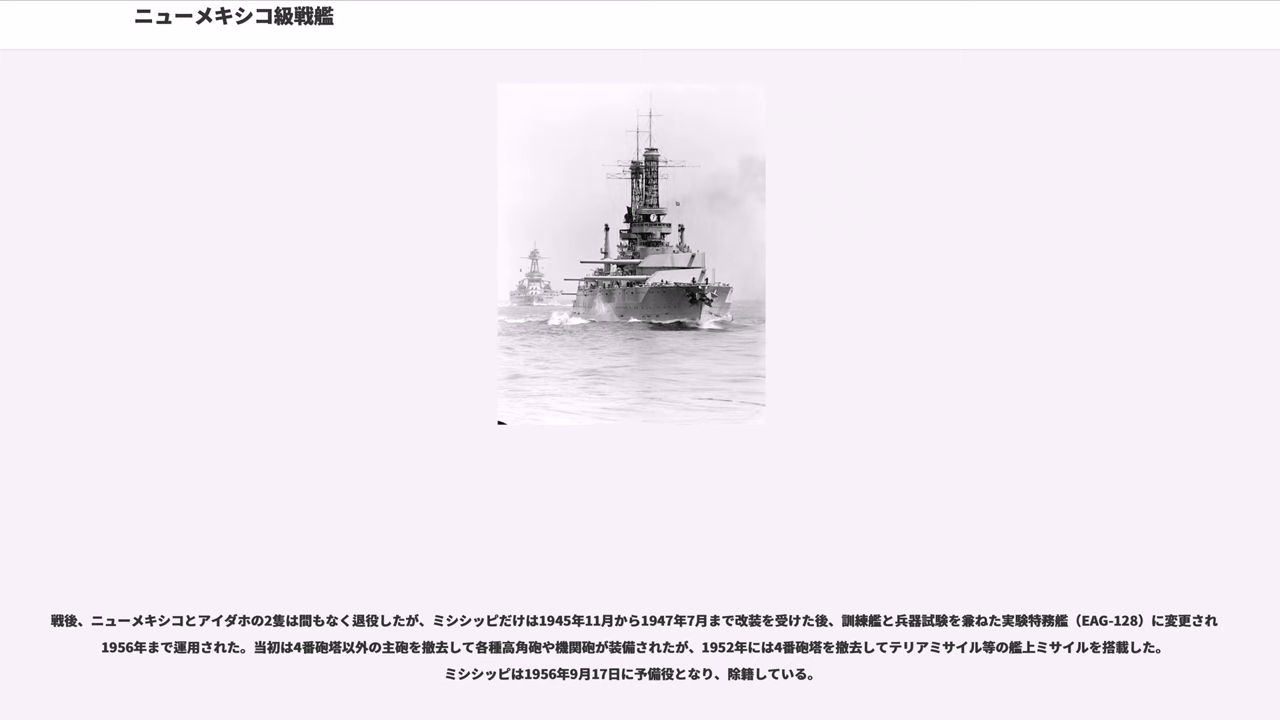 ニューメキシコ級戦艦
戦後、ニューメキシコとアイダホの2隻は間もなく退役したが、ミシシッピだけは1945年11月から1947年7月まで改装を受けた後、訓練艦と兵器試験を兼ねた実験特務艦（EAG-128）に変更され
1956年まで運用された。当初は4番砲塔以外の主砲を撤去して各種高角砲や機関砲が装備されたが、1952年には4番砲塔を撤去してテリアミサイル等の艦上ミサイルを搭載した。
ミシシッピは1956年9月17日に予備役となり、除籍している。